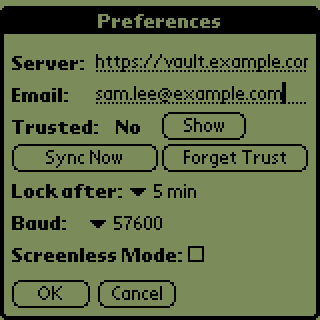 Preferences
Server: https://vault.example.cor
Email: sam.lee@example.com
Trusted: No Show
Sync Now Forget Trust
Lock after: 5 min
Baud: 57600
Screenless Mode:
OK Cancel